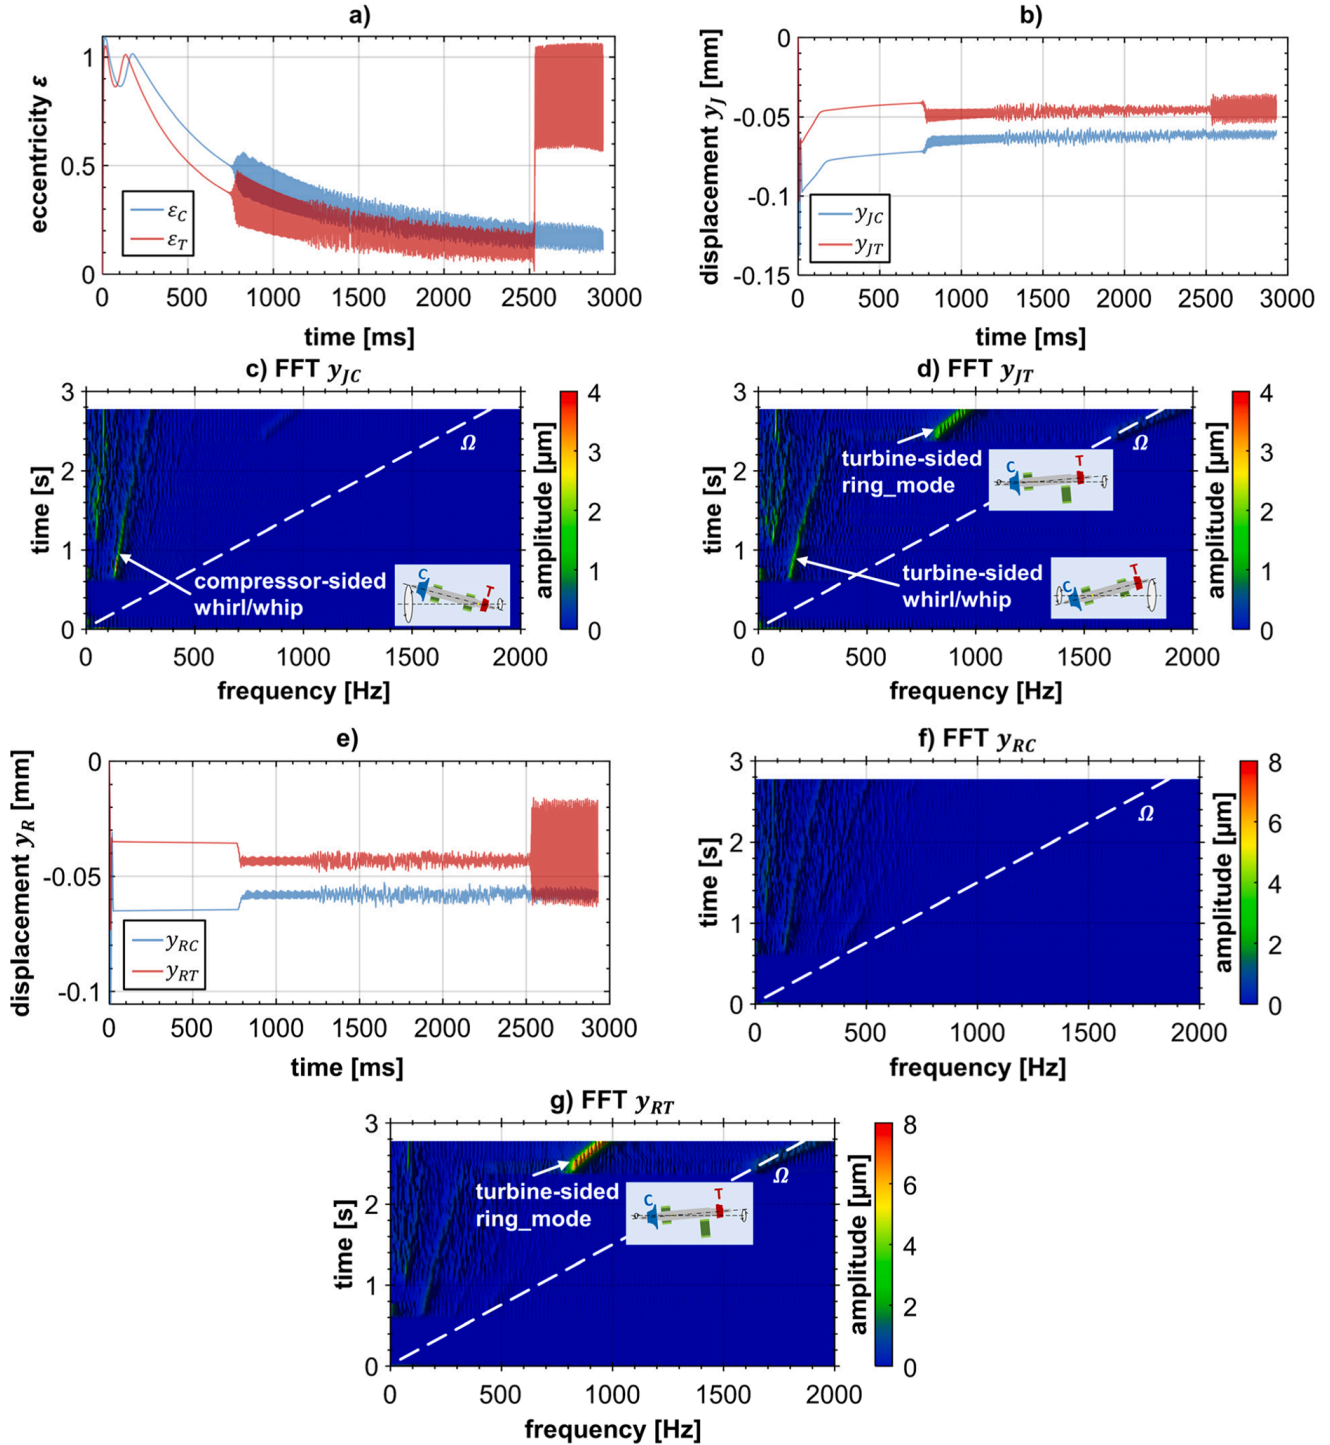 a)
eccentricity ε
1
0.5
0
ε_C
ε_T
0 500 1000 1500 2000 2500 3000
time [ms]
b)
displacement y_J [mm]
0
-0.05
-0.1
-0.15
y_JC
y_JT
0 500 1000 1500 2000 2500 3000
time [ms]
c) FFT y_JC
time [s]
3
2
1
0
Ω
compressor-sided
whirl/whip
C
T
0 500 1000 1500 2000
frequency [Hz]
amplitude [µm]
4
3
2
1
0
d) FFT y_JT
time [s]
3
2
1
0
Ω
turbine-sided
ring_mode
C
T
turbine-sided
whirl/whip
C
T
0 500 1000 1500 2000
frequency [Hz]
amplitude [µm]
4
3
2
1
0
e)
displacement y_R [mm]
0
-0.05
-0.1
y_RC
y_RT
0 500 1000 1500 2000 2500 3000
time [ms]
f) FFT y_RC
time [s]
3
2
1
0
Ω
0 500 1000 1500 2000
frequency [Hz]
amplitude [µm]
8
6
4
2
0
g) FFT y_RT
time [s]
3
2
1
0
Ω
turbine-sided
ring_mode
C
T
0 500 1000 1500 2000
frequency [Hz]
amplitude [µm]
8
6
4
2
0